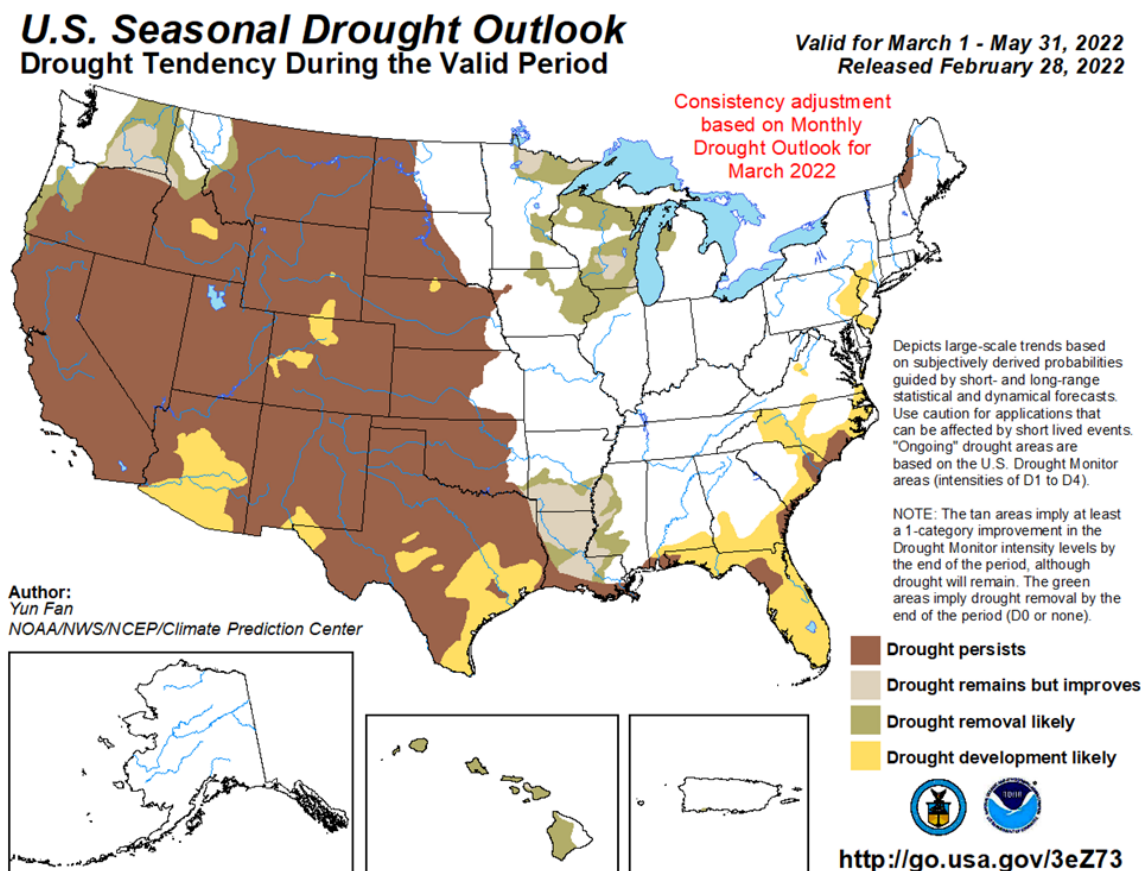 U.S. Seasonal Drought Outlook
Drought Tendency During the Valid Period
Valid for March 1 - May 31, 2022
Released February 28, 2022
Consistency adjustment
based on Monthly
Drought Outlook for
March 2022
Depicts large-scale trends based
on subjectively derived probabilities
guided by short- and long-range
statistical and dynamical forecasts.
Use caution for applications that
can be affected by short lived events.
"Ongoing" drought areas are
based on the U.S. Drought Monitor
areas (intensities of D1 to D4).
NOTE: The tan areas imply at least
a 1-category improvement in the
Drought Monitor intensity levels by
the end of the period, although
drought will remain. The green
areas imply drought removal by the
end of the period (D0 or none).
Author:
Yun Fan
NOAA/NWS/NCEP/Climate Prediction Center
Drought persists
Drought remains but improves
Drought removal likely
Drought development likely
http://go.usa.gov/3eZ73